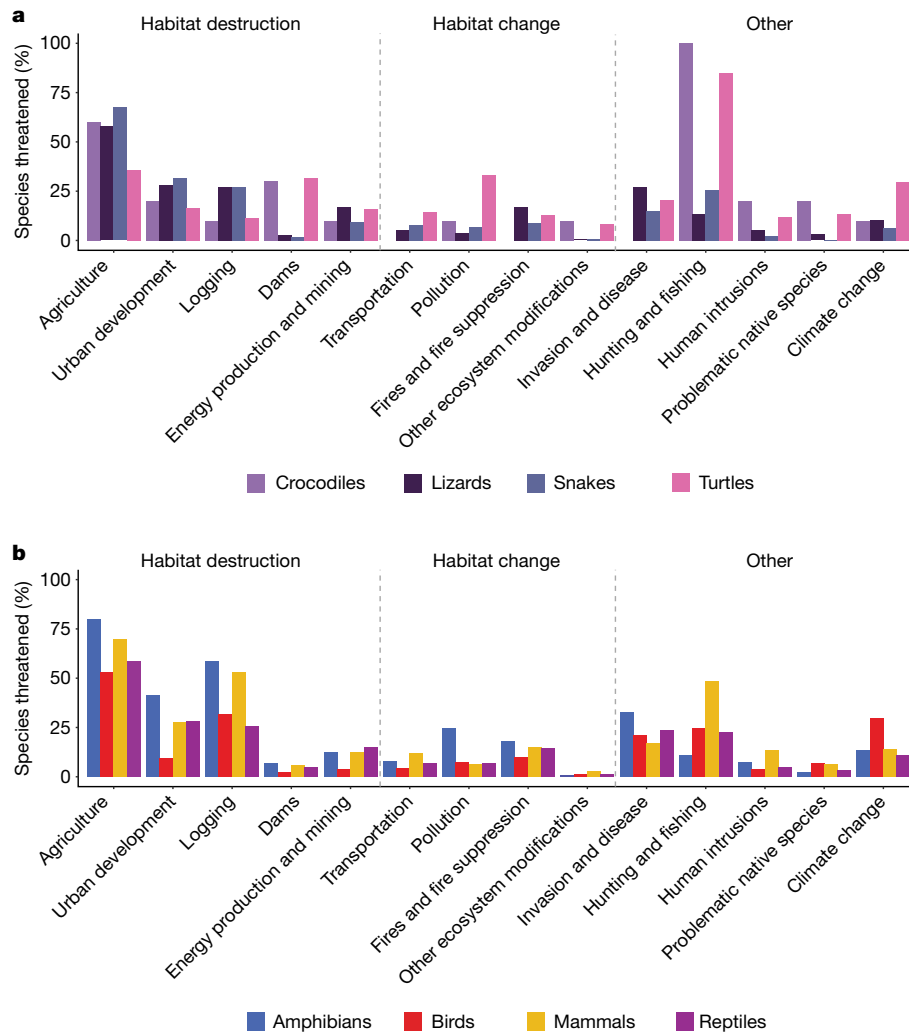 a
Habitat destruction Habitat change Other
Species threatened (%)
100
75
50
25
0
Agriculture
Urban development
Logging
Dams
Energy production and mining
Transportation
Pollution
Fires and fire suppression
Other ecosystem modifications
Invasion and disease
Hunting and fishing
Human intrusions
Problematic native species
Climate change
Crocodiles Lizards Snakes Turtles
b
Habitat destruction Habitat change Other
Species threatened (%)
100
75
50
25
0
Agriculture
Urban development
Logging
Dams
Energy production and mining
Transportation
Pollution
Fires and fire suppression
Other ecosystem modifications
Invasion and disease
Hunting and fishing
Human intrusions
Problematic native species
Climate change
Amphibians Birds Mammals Reptiles